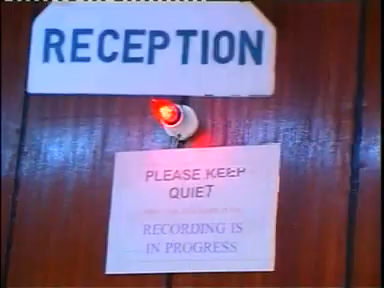 RECEPTION
PLEASE KEEP
QUIET
RECORDING IS
IN PROGRESS